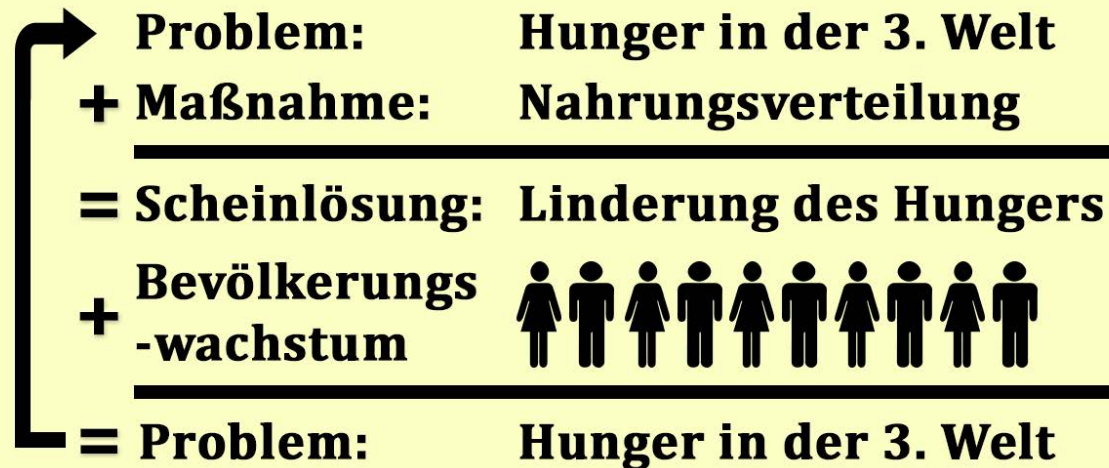 Problem: Hunger in der 3. Welt
+ Maßnahme: Nahrungsverteilung
= Scheinlösung: Linderung des Hungers
+ Bevölkerungs
-wachstum
= Problem: Hunger in der 3. Welt